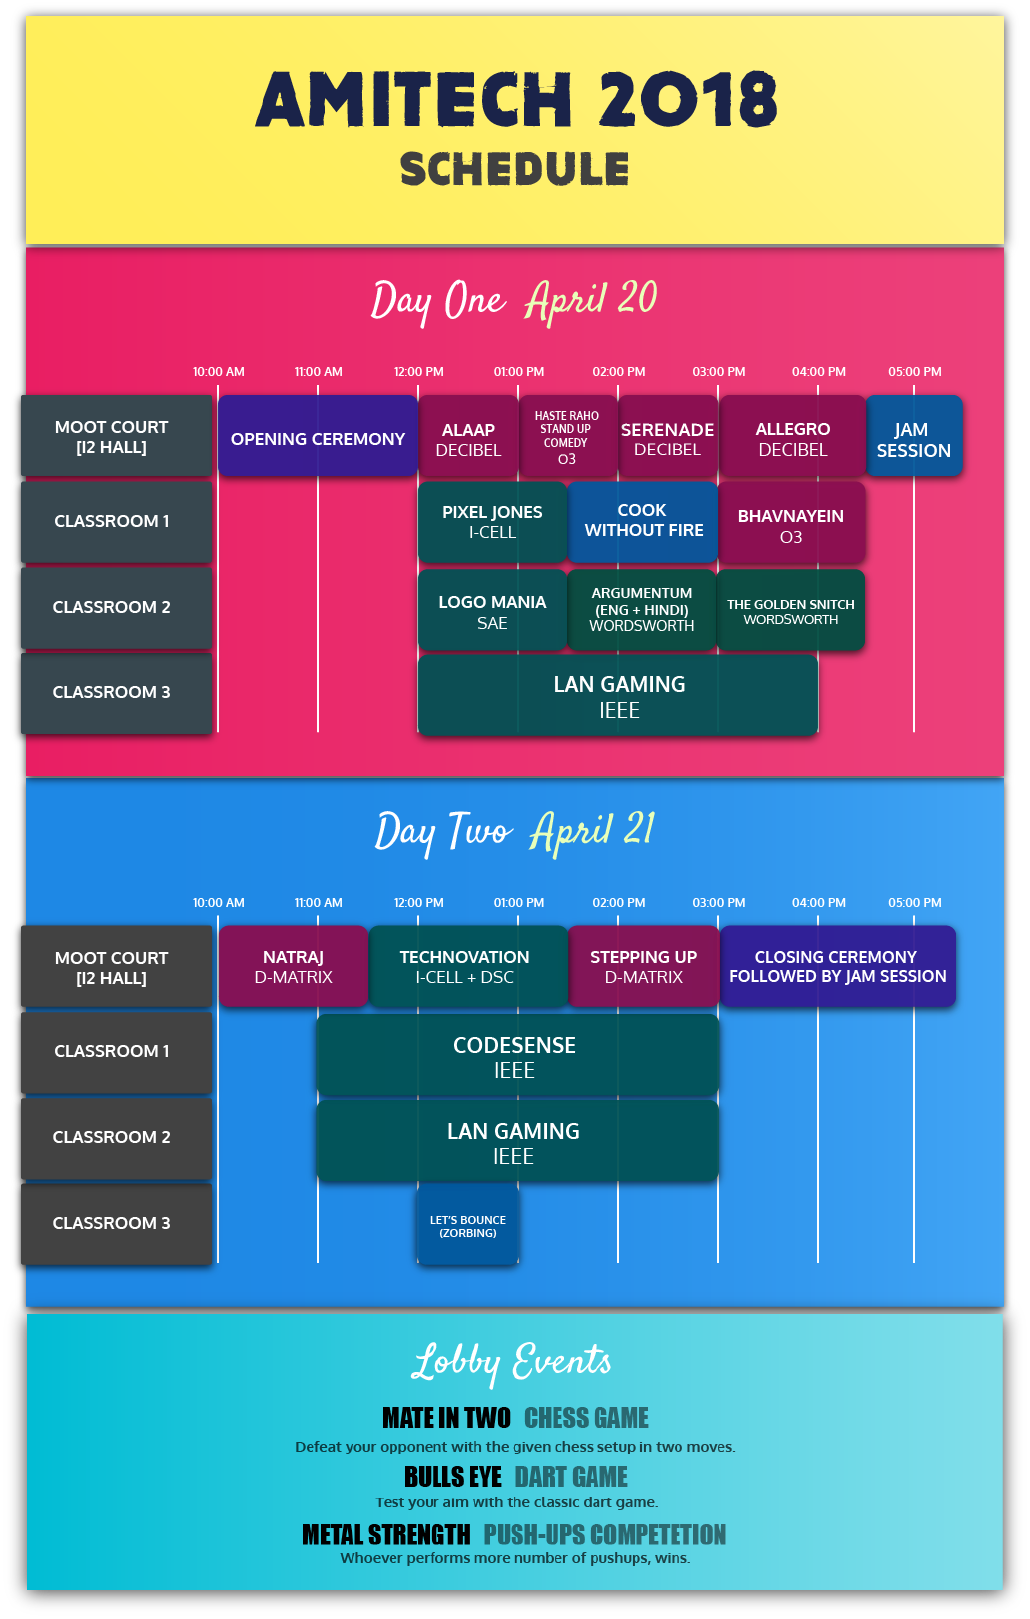 AMITECH 2018
SCHEDULE
Day One April 20
10:00 AM 11:00 AM 12:00 PM 01:00 PM 02:00 PM 03:00 PM 04:00 PM 05:00 PM
MOOT COURT
[I2 HALL]
OPENING CEREMONY
ALAAP
DECIBEL
HASTE RAHO
STAND UP
COMEDY
O3
SERENADE
DECIBEL
ALLEGRO
DECIBEL
JAM
SESSION
CLASSROOM 1
PIXEL JONES
I-CELL
COOK
WITHOUT FIRE
BHAVNAYEIN
O3
CLASSROOM 2
LOGO MANIA
SAE
ARGUMENTUM
(ENG + HINDI)
WORDSWORTH
THE GOLDEN SNITCH
WORDSWORTH
CLASSROOM 3
LAN GAMING
IEEE
Day Two April 21
10:00 AM 11:00 AM 12:00 PM 01:00 PM 02:00 PM 03:00 PM 04:00 PM 05:00 PM
MOOT COURT
[I2 HALL]
NATRAJ
D-MATRIX
TECHNOVATION
I-CELL + DSC
STEPPING UP
D-MATRIX
CLOSING CEREMONY
FOLLOWED BY JAM SESSION
CLASSROOM 1
CODESENSE
IEEE
CLASSROOM 2
LAN GAMING
IEEE
CLASSROOM 3
LET'S BOUNCE
(ZORBING)
Lobby Events
MATE IN TWO CHESS GAME
Defeat your opponent with the given chess setup in two moves.
BULLS EYE DART GAME
Test your aim with the classic dart game.
METAL STRENGTH PUSH-UPS COMPETETION
Whoever performs more number of pushups, wins.